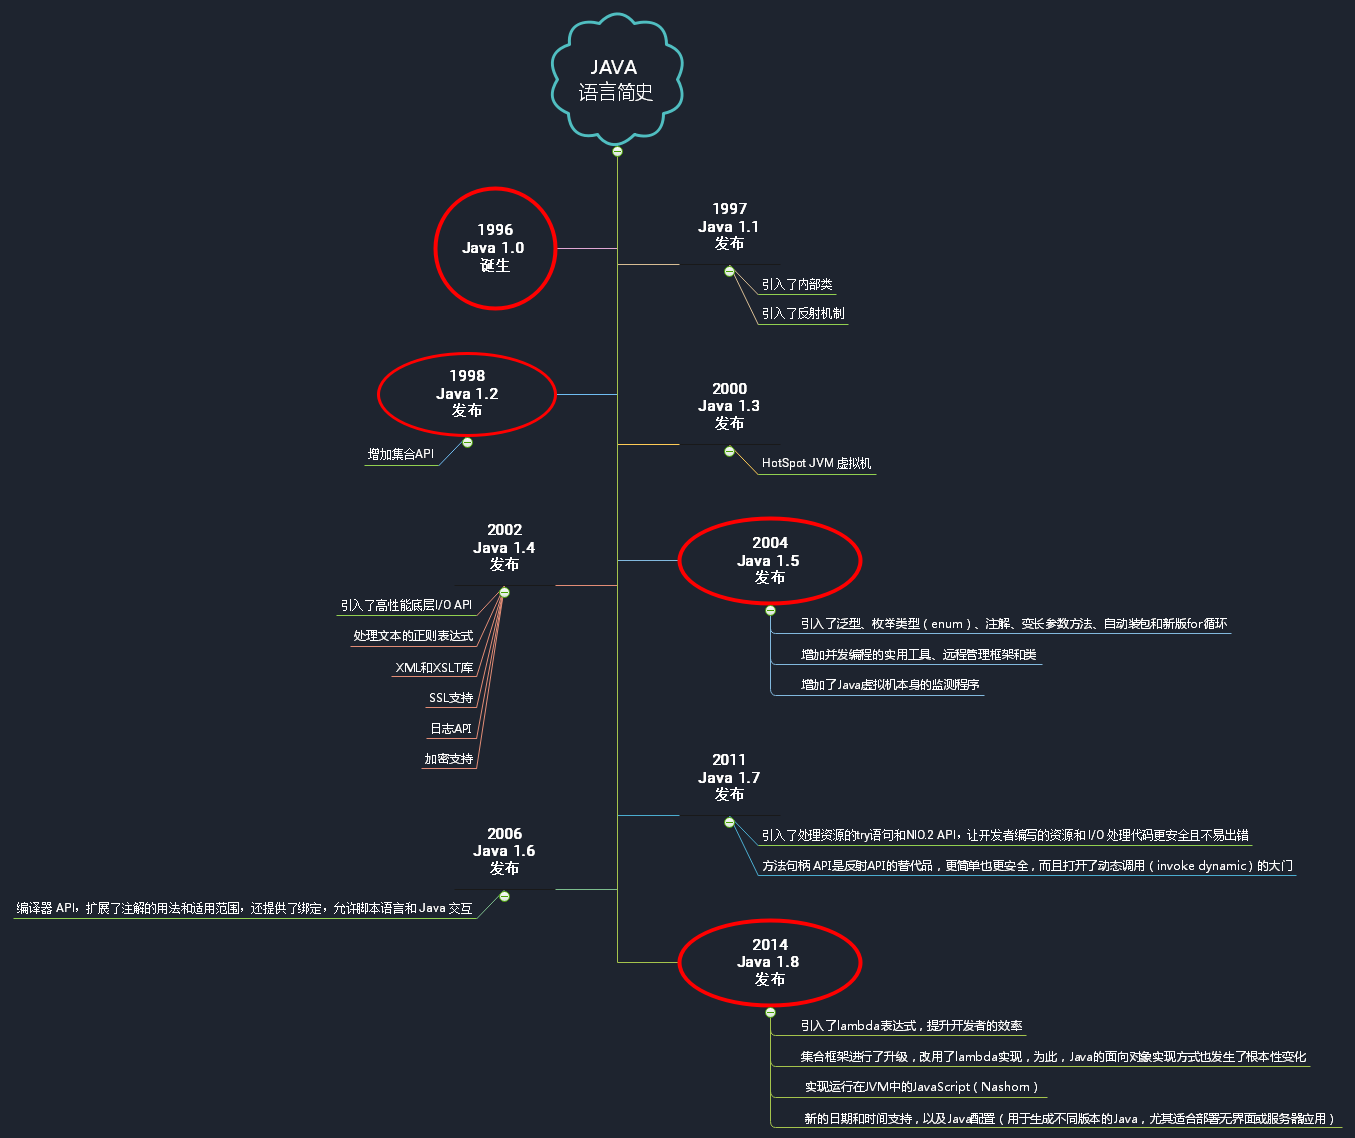 JAVA
语言简史
1996
Java 1.0
诞生
1997
Java 1.1
发布
引入了内部类
引入了反射机制
1998
Java 1.2
发布
增加集合API
2000
Java 1.3
发布
HotSpot JVM 虚拟机
2002
Java 1.4
发布
引入了高性能底层I/O API
处理文本的正则表达式
XML和XSLT库
SSL支持
日志API
加密支持
2004
Java 1.5
发布
引入了泛型、枚举类型（enum）、注解、变长参数方法、自动装包和新版for循环
增加并发编程的实用工具、远程管理框架和类
增加了Java虚拟机本身的监测程序
2006
Java 1.6
发布
编译器 API，扩展了注解的用法和适用范围，还提供了绑定，允许脚本语言和 Java 交互
2011
Java 1.7
发布
引入了处理资源的try语句和NIO.2 API，让开发者编写的资源和 I/O 处理代码更安全且不易出错
方法句柄 API是反射API的替代品，更简单也更安全，而且打开了动态调用（invoke dynamic）的大门
2014
Java 1.8
发布
引入了lambda表达式，提升开发者的效率
集合框架进行了升级，改用了lambda实现，为此，Java的面向对象实现方式也发生了根本性变化
实现运行在JVM中的JavaScript（Nashorn）
新的日期和时间支持，以及Java配置（用于生成不同版本的Java，尤其适合部署无界面或服务器应用）